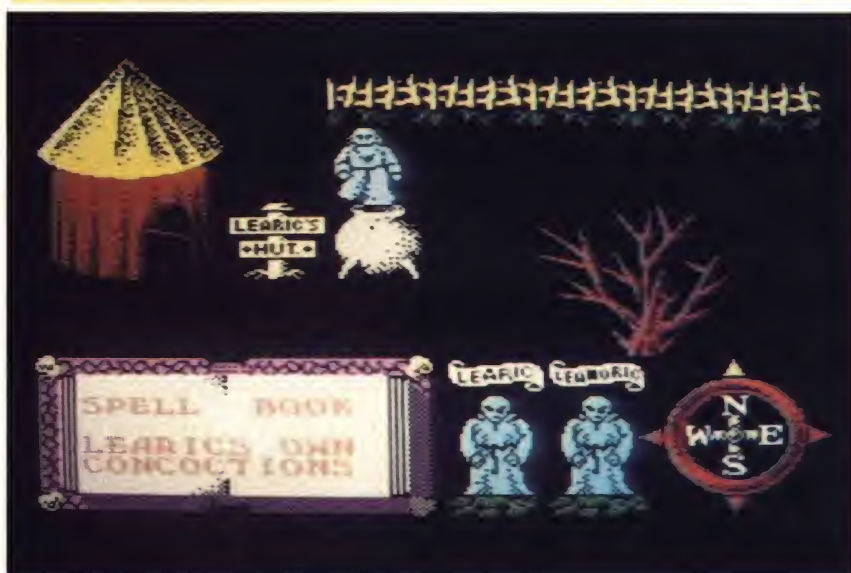 LEARIC'S
HUT.
SPELL BOOK
LEARICS OWN
CONCOCTIONS
LEARIC
LEANORIC
N
W E
S